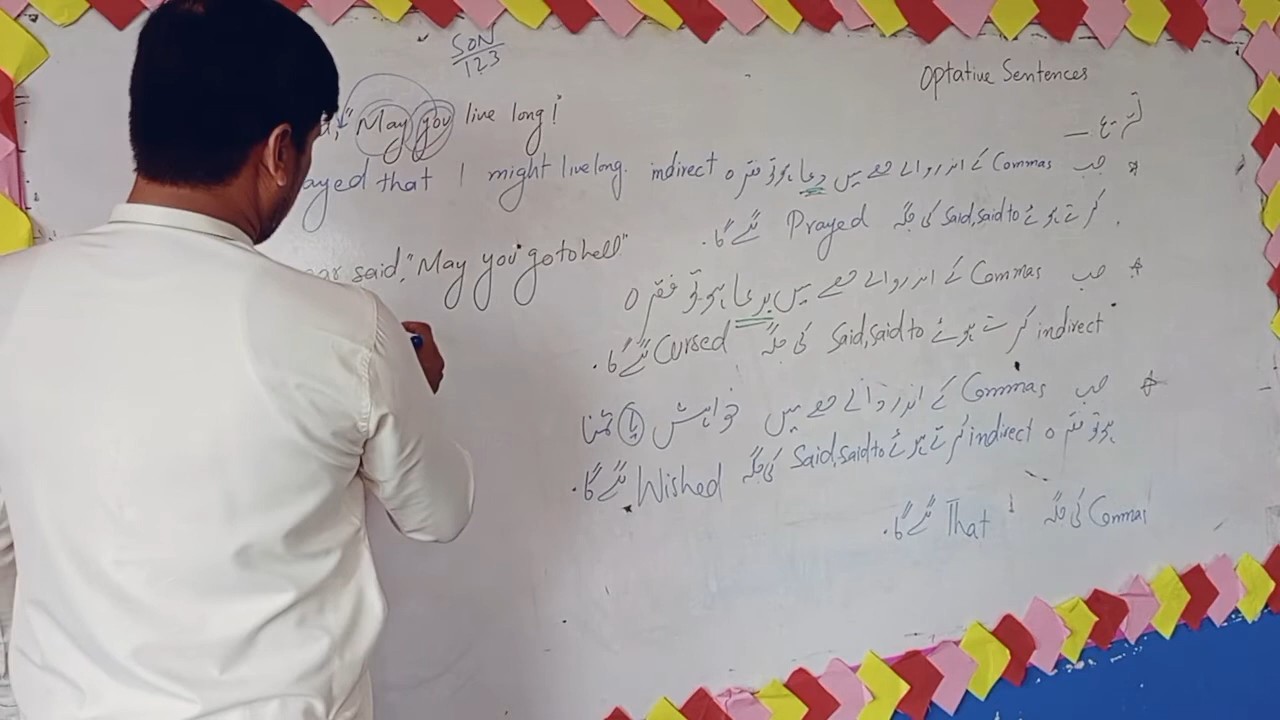 SON
123
Optative Sentences
"May you live long!"
ayed that I might live long.
said, "May you go to hell"
* جب Commas کے اندر والے حصے میں دعا ہو تو فقرہ indirect
کرتے ہوئے said, said to کی جگہ Prayed لگے گا۔
* جب Commas کے اندر والے حصے میں بددعا ہو تو فقرہ
indirect کرتے ہوئے said, said to کی جگہ Cursed لگے گا۔
* جب Commas کے اندر والے حصے میں خواہش یا تمنا
ہو تو فقرہ indirect کرتے ہوئے Said, said to کی جگہ Wished لگے گا۔
Commas کی جگہ That لگے گا۔